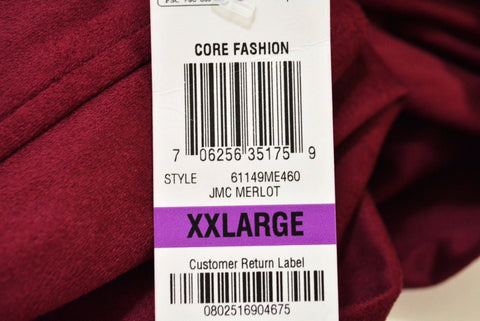 CORE FASHION
7 06256 35175 9
STYLE 61149ME460
JMC MERLOT
XXLARGE
Customer Return Label
0802516904675